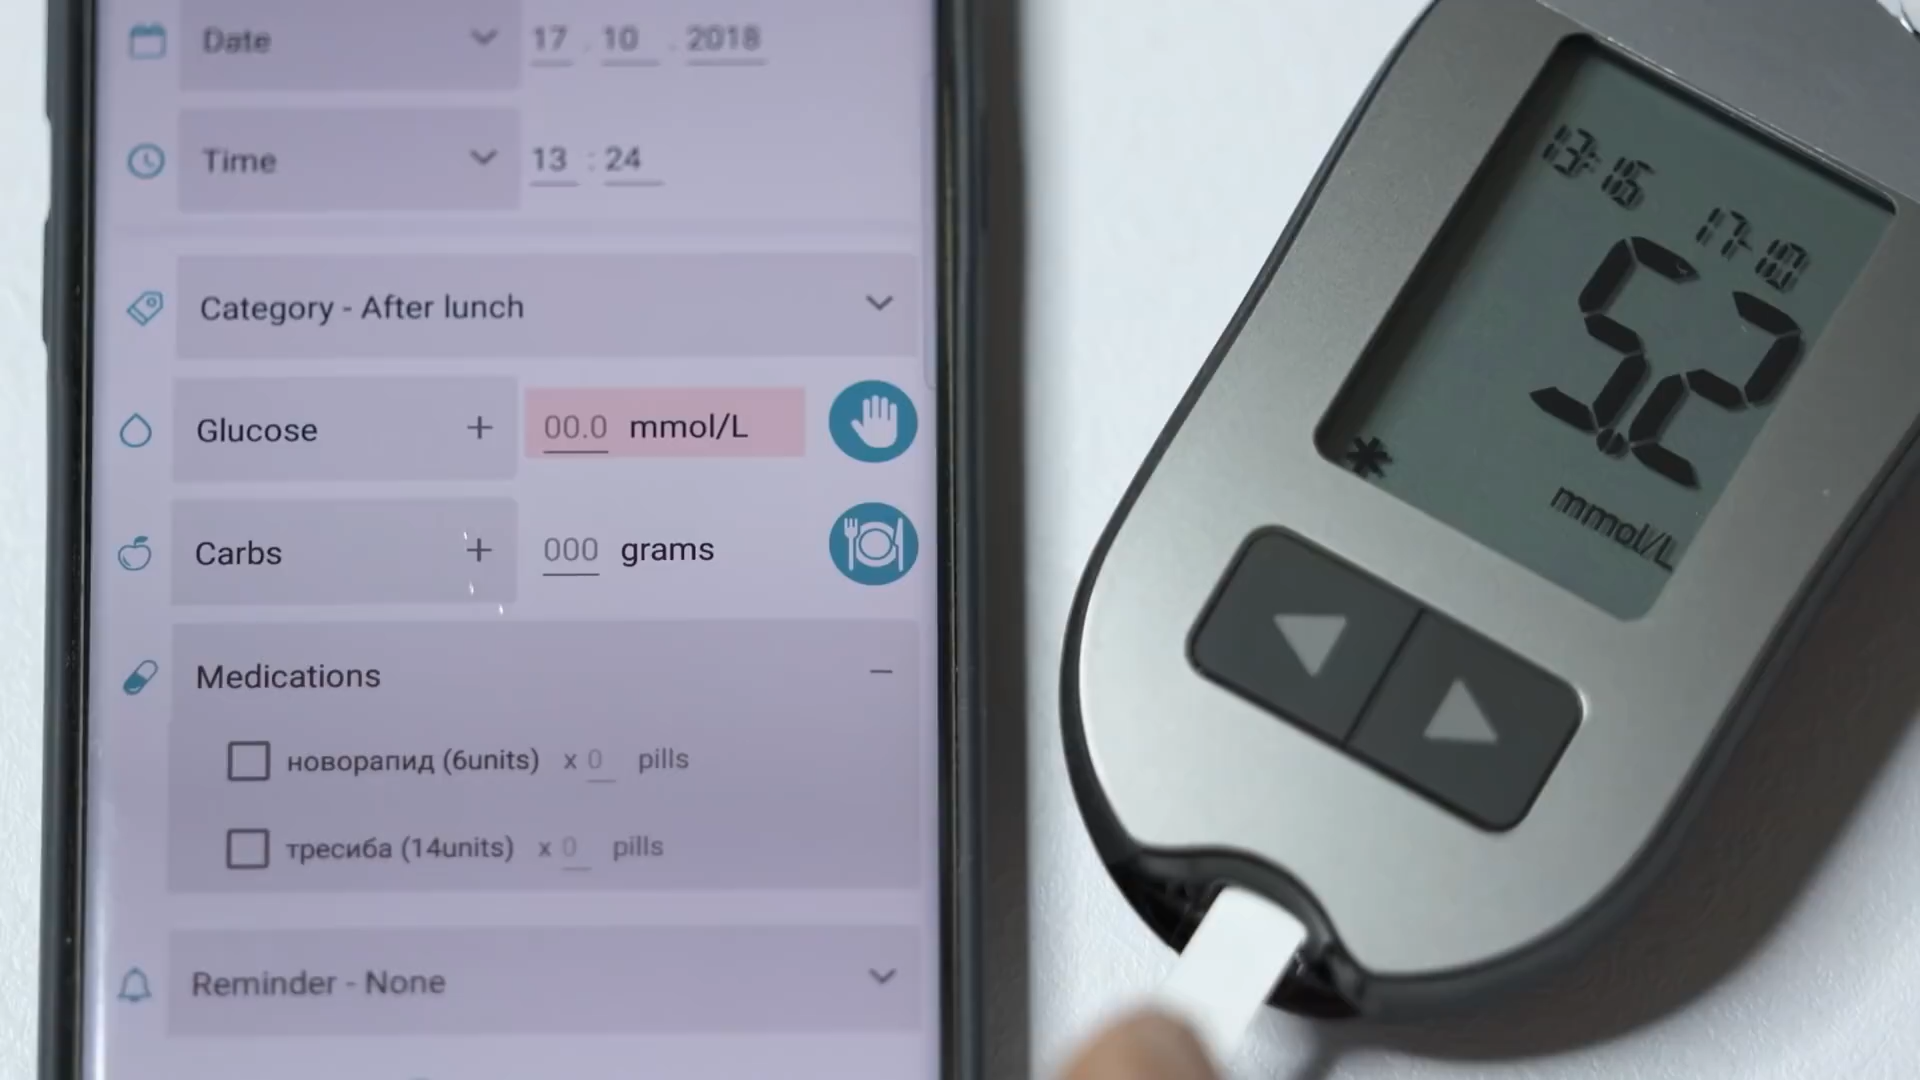 Date 17 . 10 . 2018
Time 13 : 24
Category - After lunch
Glucose + 00.0 mmol/L
Carbs + 000 grams
Medications
новорапид (6units) x 0 pills
тресиба (14units) x 0 pills
Reminder - None
13:16
17-10
5.2
mmol/L